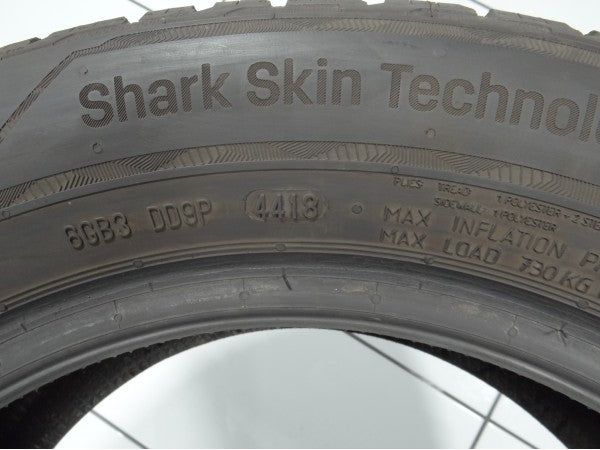 Shark Skin Technolo
PLIES: TREAD: 1 POLYESTER + 2 STE
SIDEWALL: 1 POLYESTER
6GB3 DD9P 4418 MAX INFLATION
MAX LOAD 730 KG